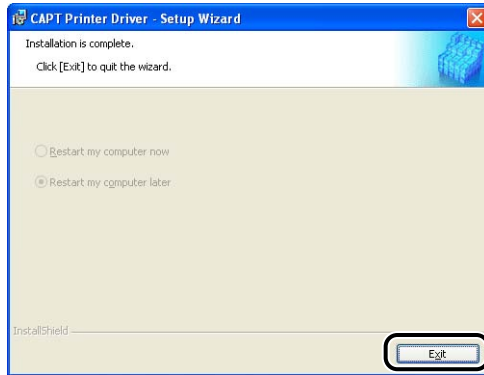 CAPT Printer Driver - Setup Wizard
Installation is complete.
Click [Exit] to quit the wizard.
Restart my computer now
Restart my computer later
InstallShield
Exit